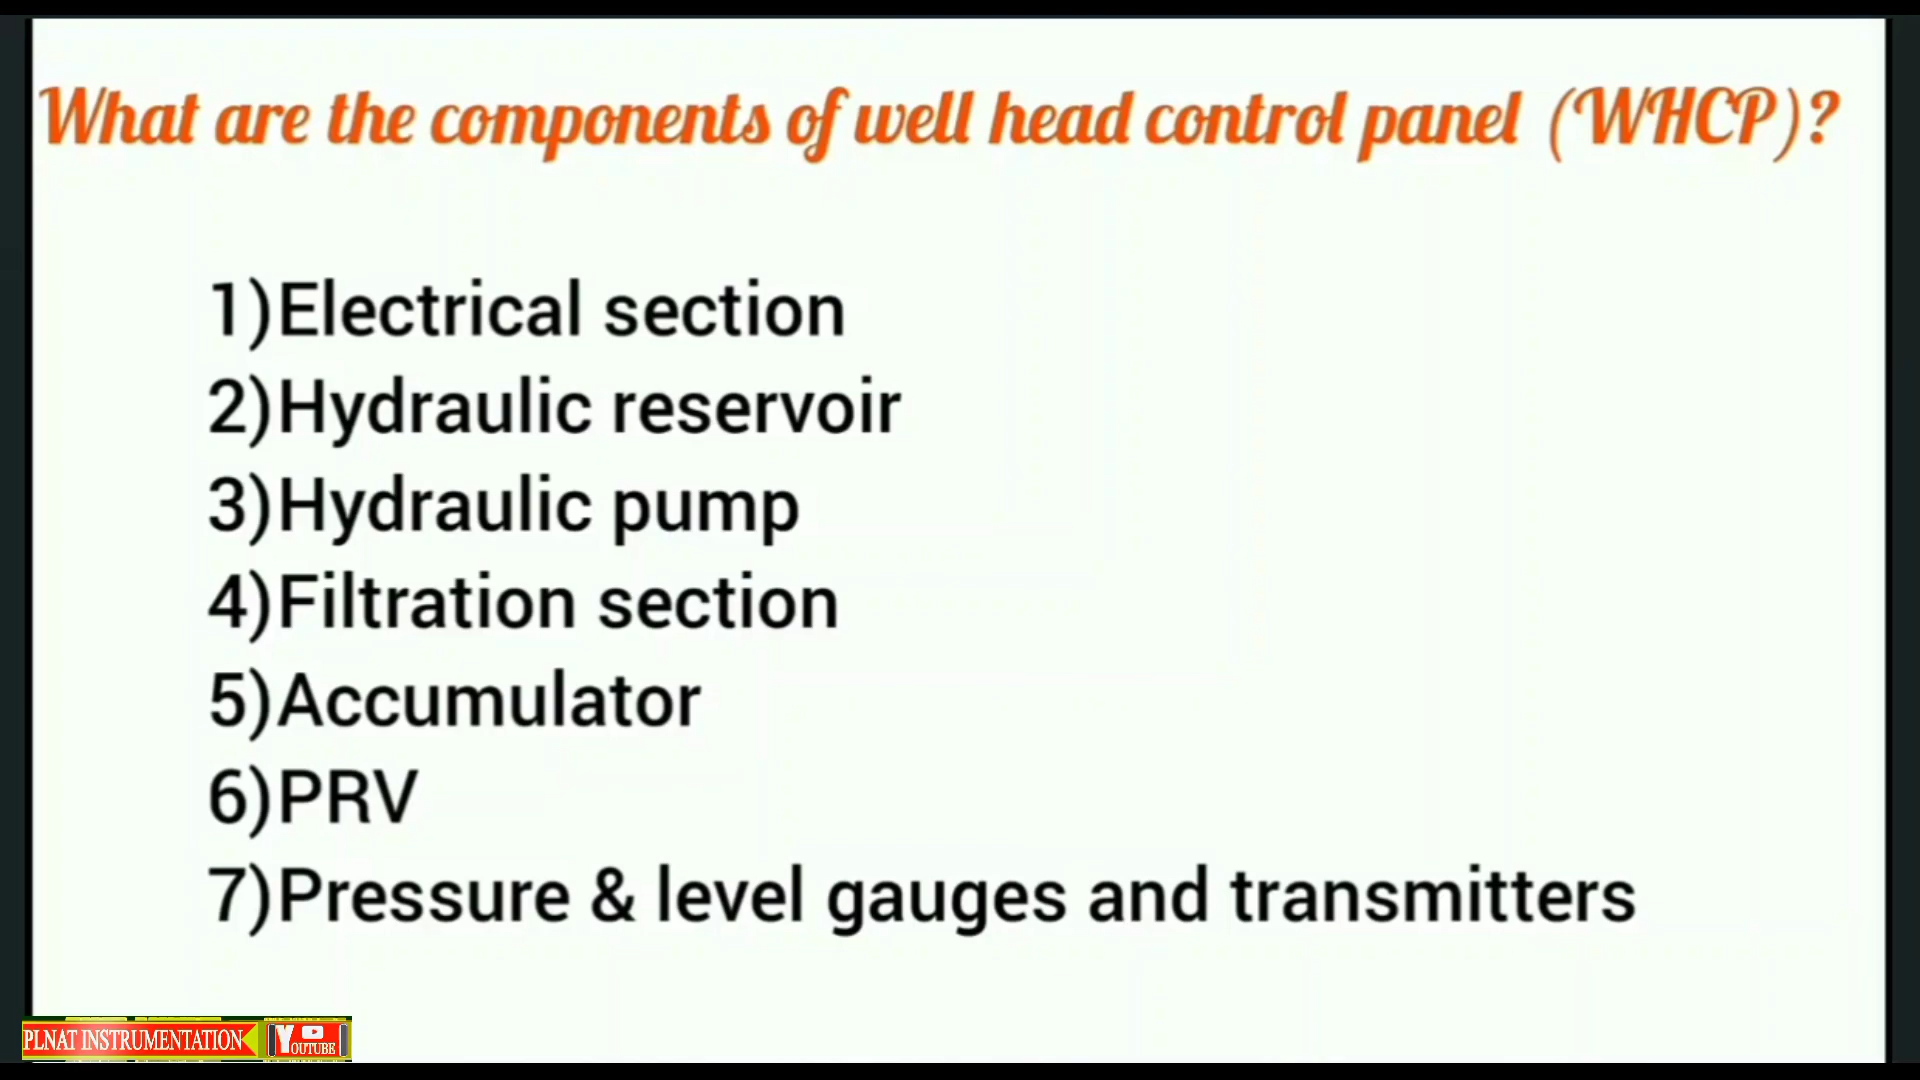 What are the components of well head control panel (WHCP)?
1)Electrical section
2)Hydraulic reservoir
3)Hydraulic pump
4)Filtration section
5)Accumulator
6)PRV
7)Pressure & level gauges and transmitters
PLNAT INSTRUMENTATION YOUTUBE